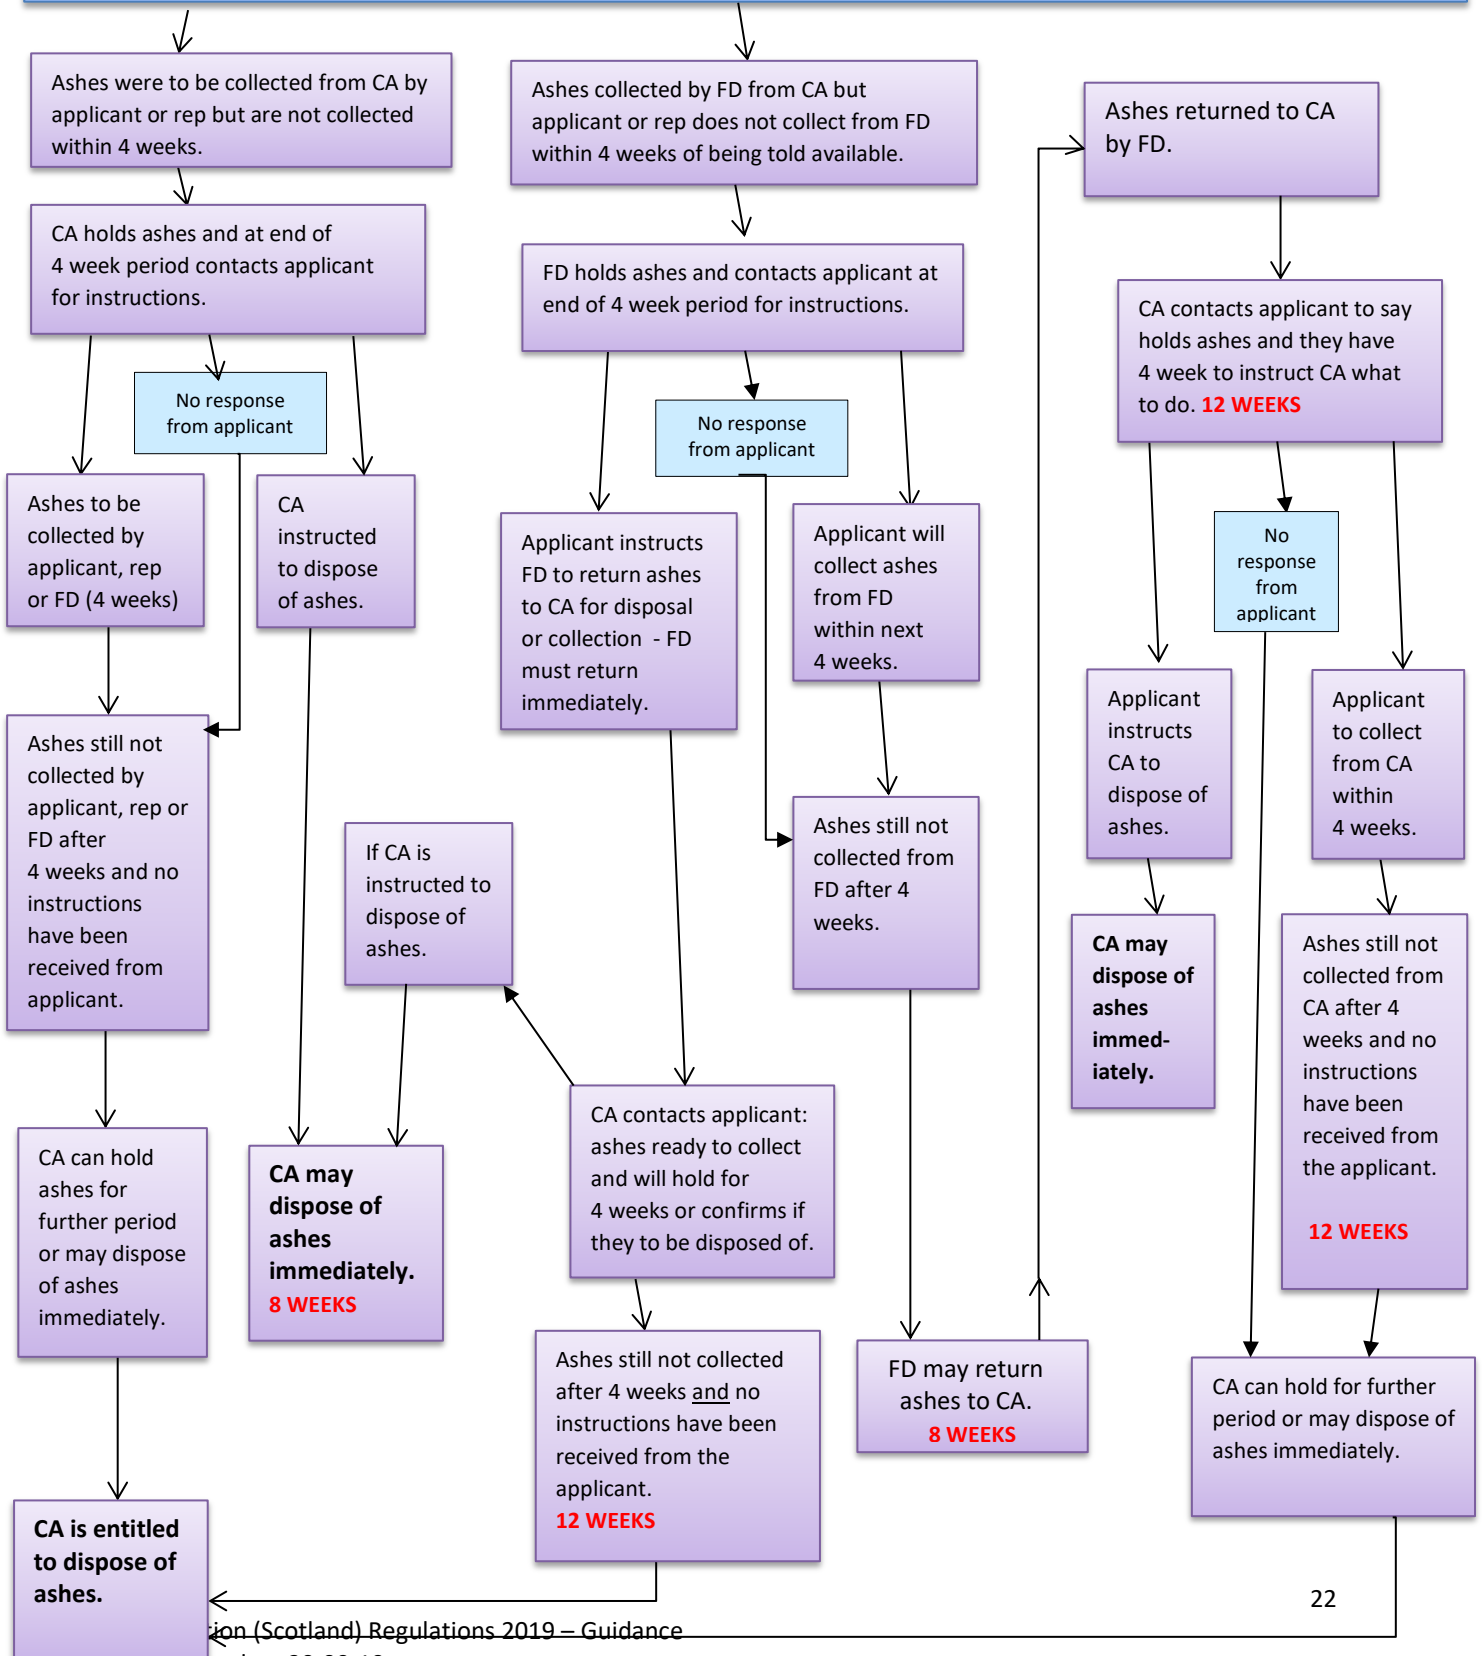 Ashes were to be collected from CA by
applicant or rep but are not collected
within 4 weeks.
Ashes collected by FD from CA but
applicant or rep does not collect from FD
within 4 weeks of being told available.
Ashes returned to CA
by FD.
CA holds ashes and at end of
4 week period contacts applicant
for instructions.
FD holds ashes and contacts applicant at
end of 4 week period for instructions.
CA contacts applicant to say
holds ashes and they have
4 week to instruct CA what
to do. 12 WEEKS
No response
from applicant
No response
from applicant
No
response
from
applicant
Ashes to be
collected by
applicant, rep
or FD (4 weeks)
CA
instructed
to dispose
of ashes.
Applicant instructs
FD to return ashes
to CA for disposal
or collection - FD
must return
immediately.
Applicant will
collect ashes
from FD
within next
4 weeks.
Applicant
instructs
CA to
dispose of
ashes.
Applicant
to collect
from CA
within
4 weeks.
Ashes still not
collected by
applicant, rep or
FD after
4 weeks and no
instructions
have been
received from
applicant.
If CA is
instructed to
dispose of
ashes.
Ashes still not
collected from
FD after 4
weeks.
CA may
dispose of
ashes
immed-
iately.
Ashes still not
collected from
CA after 4
weeks and no
instructions
have been
received from
the applicant.
12 WEEKS
CA can hold
ashes for
further period
or may dispose
of ashes
immediately.
CA may
dispose of
ashes
immediately.
8 WEEKS
CA contacts applicant:
ashes ready to collect
and will hold for
4 weeks or confirms if
they to be disposed of.
Ashes still not collected
after 4 weeks and no
instructions have been
received from the
applicant.
12 WEEKS
FD may return
ashes to CA.
8 WEEKS
CA can hold for further
period or may dispose of
ashes immediately.
CA is entitled
to dispose of
ashes.
22
(Scotland) Regulations 2019 – Guidance